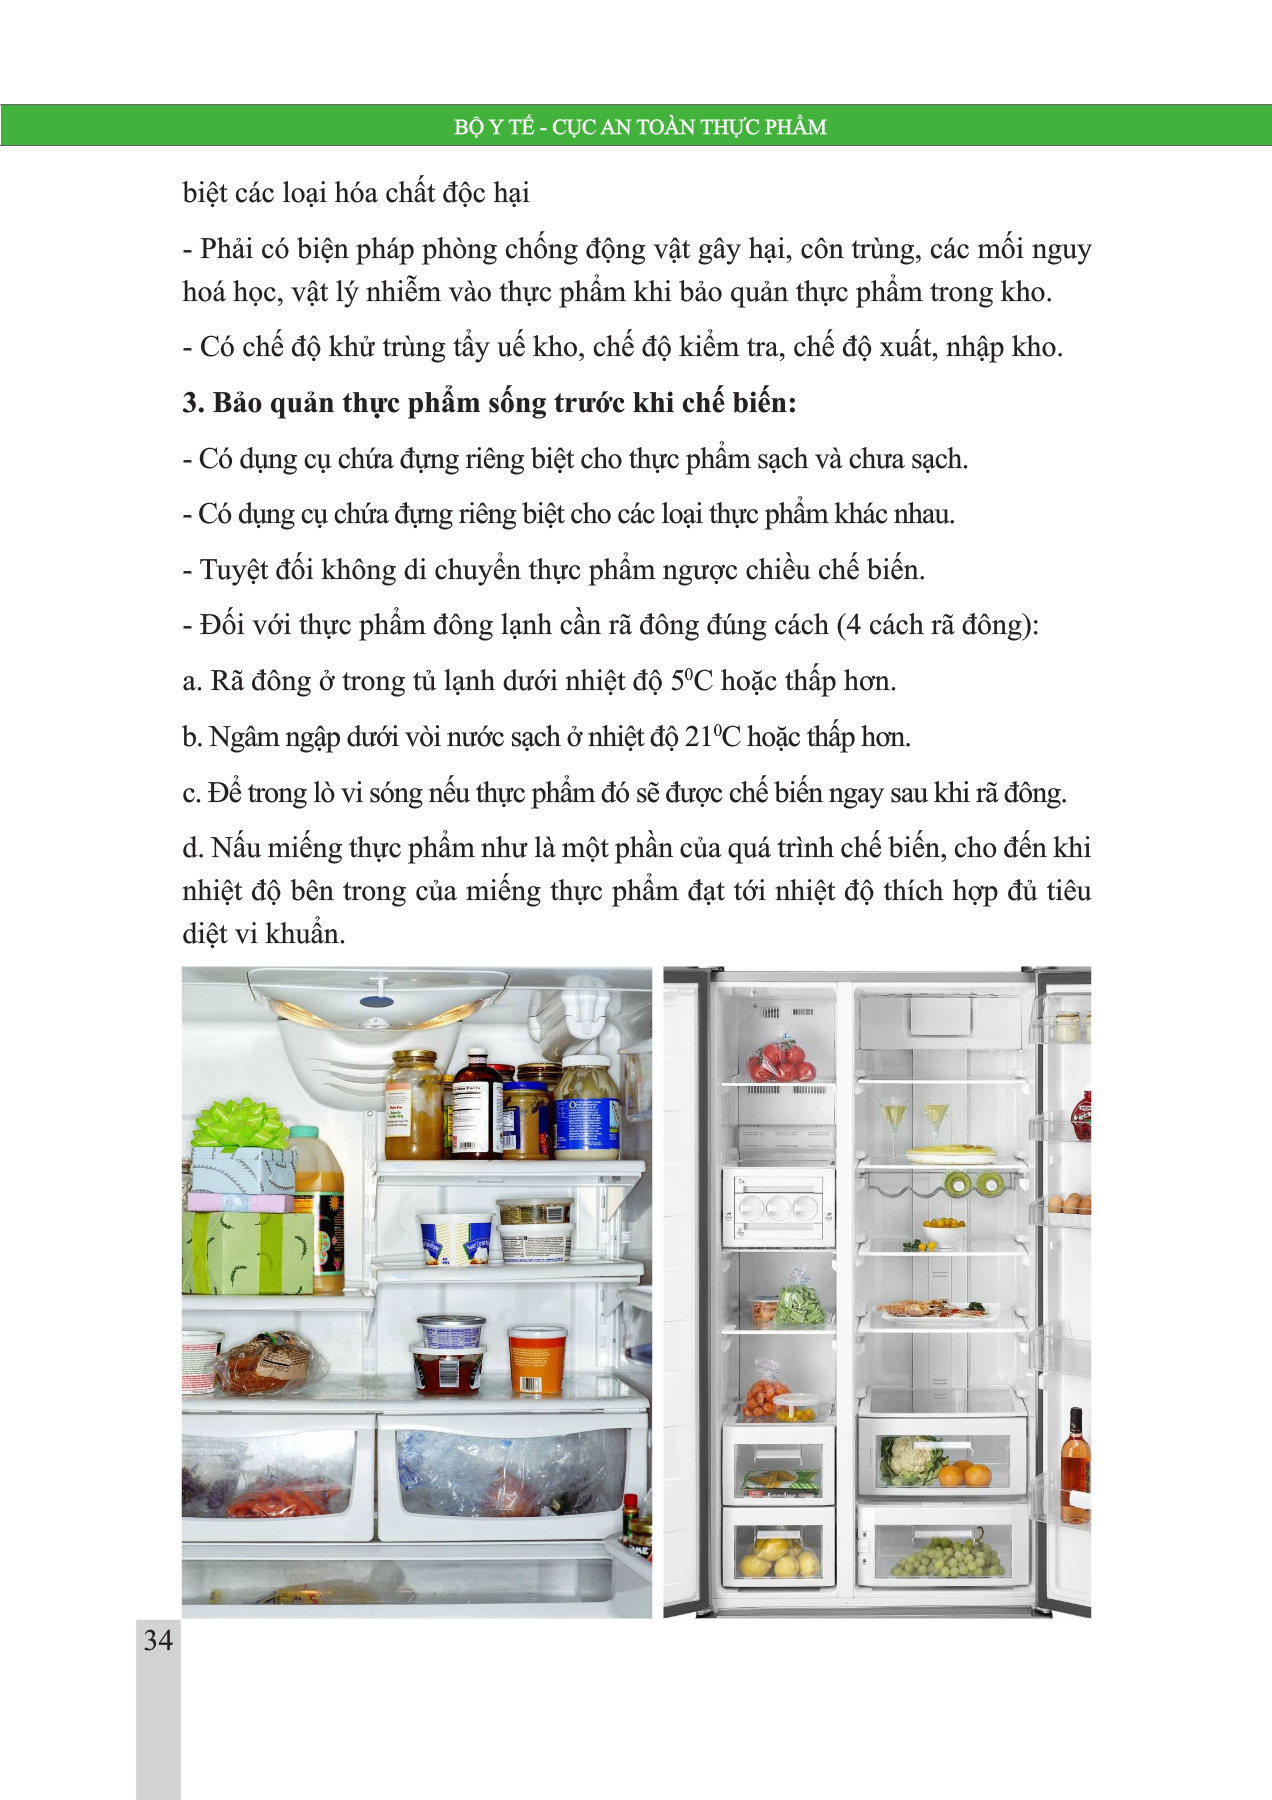 BỘ Y TẾ - CỤC AN TOÀN THỰC PHẨM
biệt các loại hóa chất độc hại
- Phải có biện pháp phòng chống động vật gây hại, côn trùng, các mối nguy
hoá học, vật lý nhiễm vào thực phẩm khi bảo quản thực phẩm trong kho.
- Có chế độ khử trùng tẩy uế kho, chế độ kiểm tra, chế độ xuất, nhập kho.
3. Bảo quản thực phẩm sống trước khi chế biến:
- Có dụng cụ chứa đựng riêng biệt cho thực phẩm sạch và chưa sạch.
- Có dụng cụ chứa đựng riêng biệt cho các loại thực phẩm khác nhau.
- Tuyệt đối không di chuyển thực phẩm ngược chiều chế biến.
- Đối với thực phẩm đông lạnh cần rã đông đúng cách (4 cách rã đông):
a. Rã đông ở trong tủ lạnh dưới nhiệt độ 5⁰C hoặc thấp hơn.
b. Ngâm ngập dưới vòi nước sạch ở nhiệt độ 21⁰C hoặc thấp hơn.
c. Để trong lò vi sóng nếu thực phẩm đó sẽ được chế biến ngay sau khi rã đông.
d. Nấu miếng thực phẩm như là một phần của quá trình chế biến, cho đến khi
nhiệt độ bên trong của miếng thực phẩm đạt tới nhiệt độ thích hợp đủ tiêu
diệt vi khuẩn.
34